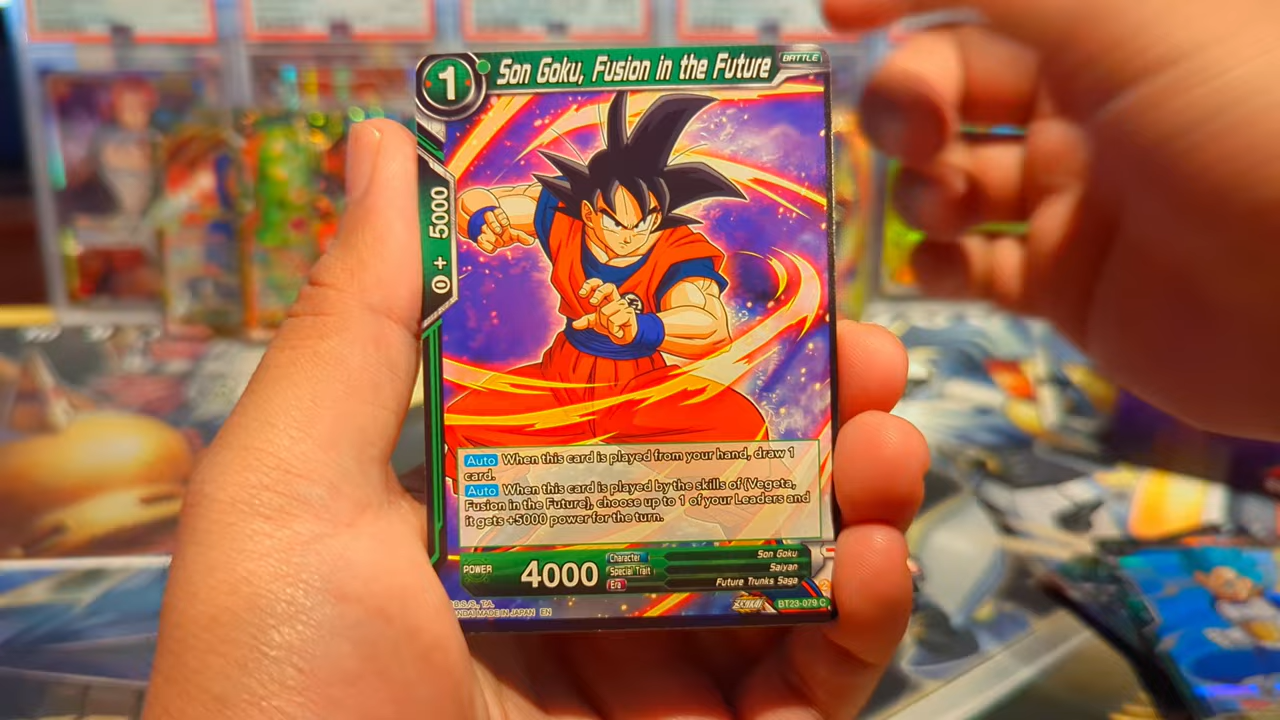 1
Son Goku, Fusion in the Future
BATTLE
0 + 5000
Auto When this card is played from your hand, draw 1
card.
Auto When this card is played by the skills of {Vegeta,
Fusion in the Future}, choose up to 1 of your Leaders and
it gets +5000 power for the turn.
POWER 4000
Character Son Goku
Special Trait Saiyan
Era Future Trunks Saga
BT23-079 C
MADE IN JAPAN EN